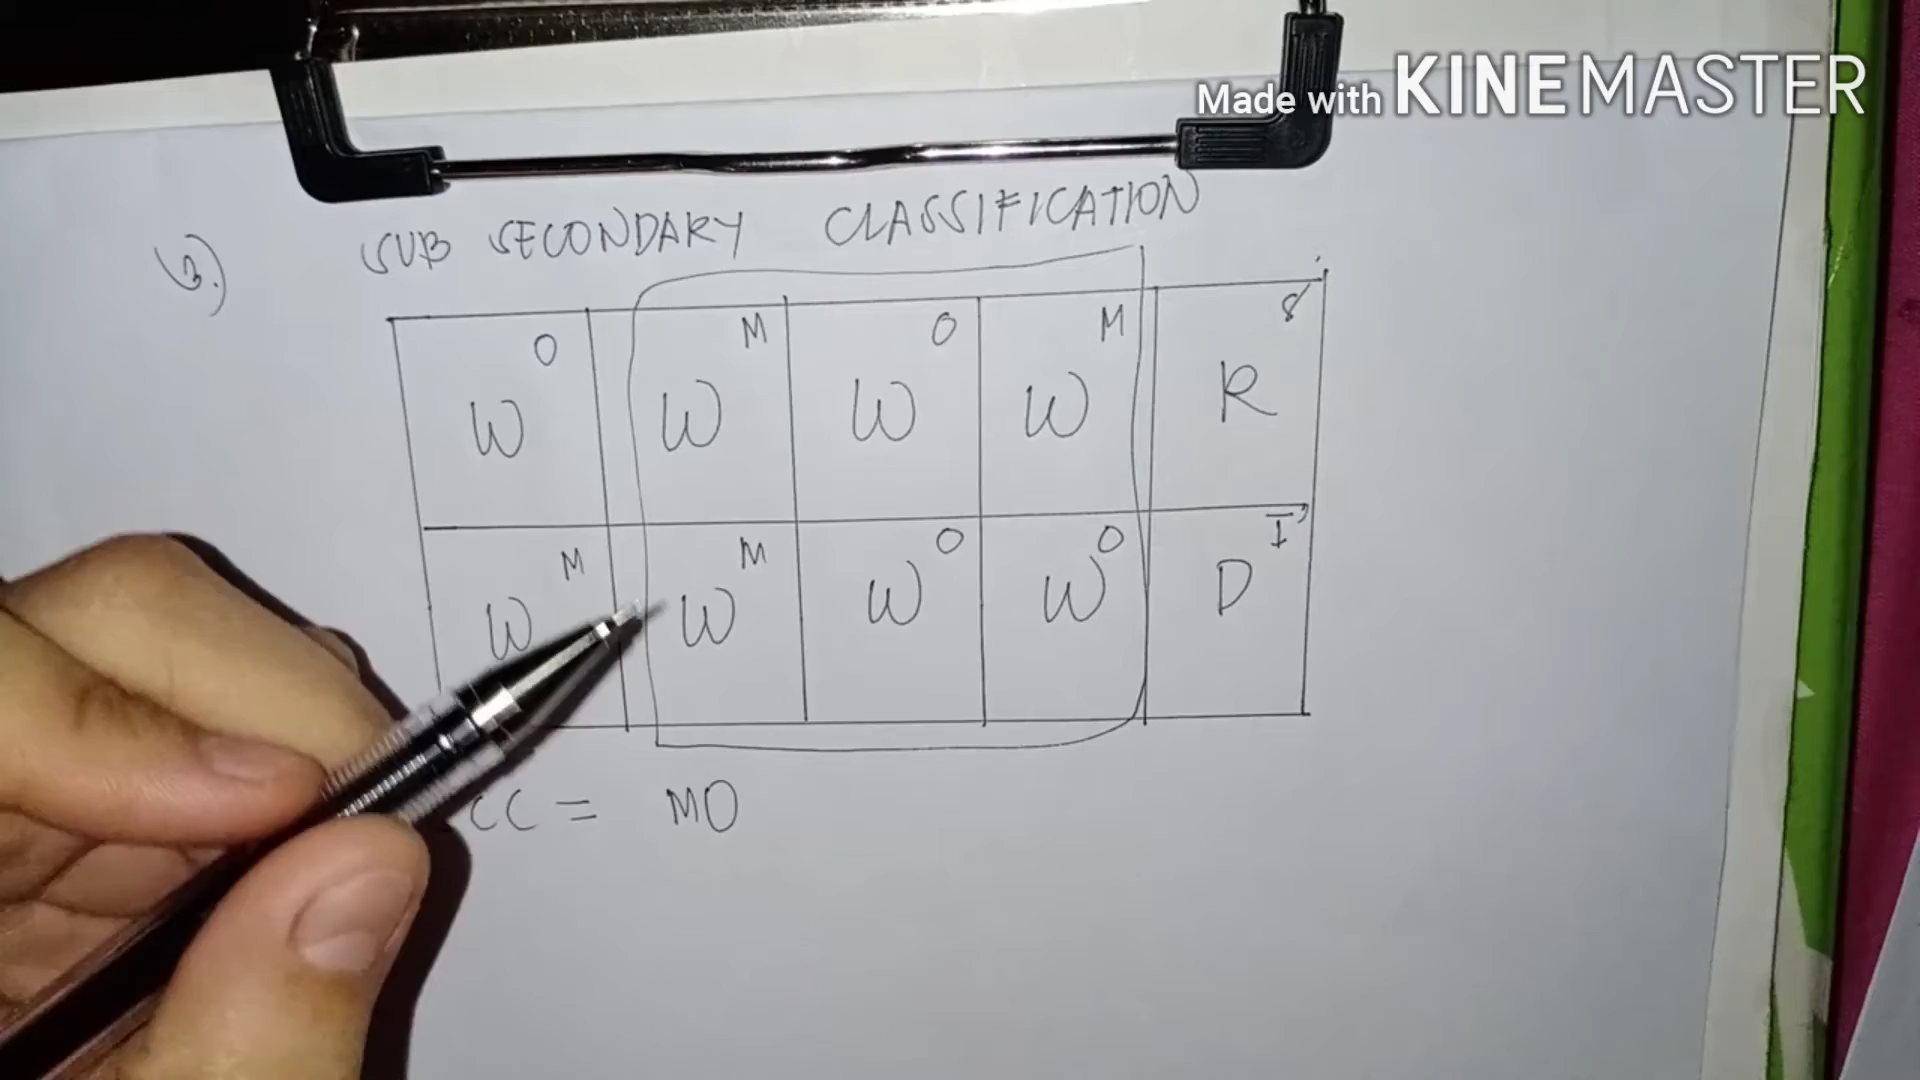 Made with KINEMASTER
3.) SUB SECONDARY CLASSIFICATION
O M O M S'
W W W W R
M M O O I'
W W W W D
CC = MO